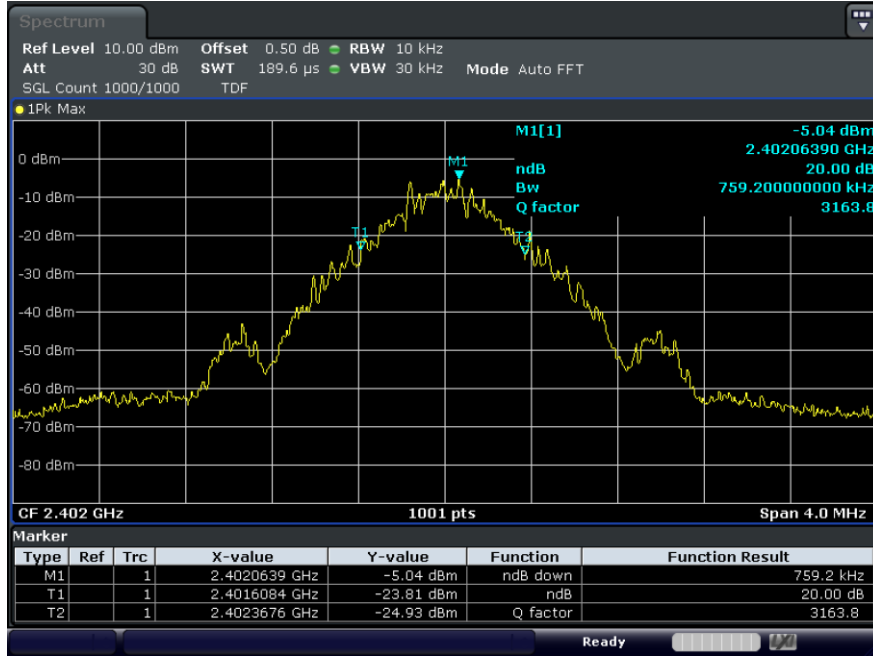 Spectrum
Ref Level 10.00 dBm Offset 0.50 dB RBW 10 kHz
Att 30 dB SWT 189.6 µs VBW 30 kHz Mode Auto FFT
SGL Count 1000/1000 TDF
1Pk Max
M1[1] -5.04 dBm
2.40206390 GHz
0 dBm
M1
ndB 20.00 dB
Bw 759.200000000 kHz
-10 dBm
Q factor 3163.8
-20 dBm
T1
-30 dBm
-40 dBm
-50 dBm
-60 dBm
-70 dBm
-80 dBm
CF 2.402 GHz 1001 pts Span 4.0 MHz
Marker
Type Ref Trc X-value Y-value Function Function Result
M1 1 2.4020639 GHz -5.04 dBm ndB down 759.2 kHz
T1 1 2.4016084 GHz -23.81 dBm ndB 20.00 dB
T2 1 2.4023676 GHz -24.93 dBm Q factor 3163.8
Ready